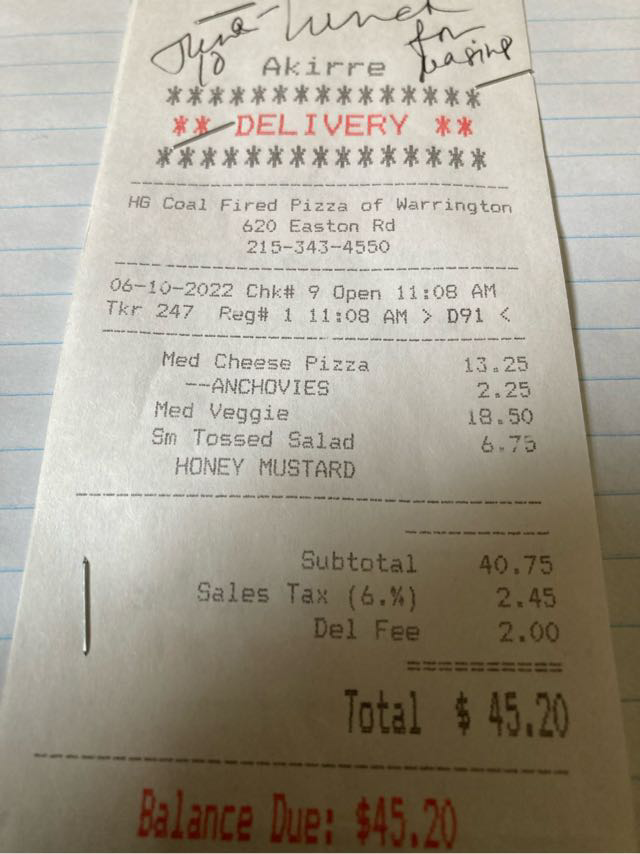 June 10 - Lunch for leasing
Akirre
****************
** DELIVERY **
****************
HG Coal Fired Pizza of Warrington
620 Easton Rd
215-343-4550
06-10-2022 Chk# 9 Open 11:08 AM
Tkr 247 Reg# 1 11:08 AM > D91 <
Med Cheese Pizza 13.25
--ANCHOVIES 2.25
Med Veggie 18.50
Sm Tossed Salad 6.75
HONEY MUSTARD
Subtotal 40.75
Sales Tax (6.%) 2.45
Del Fee 2.00
Total $ 45.20
Balance Due: $45.20